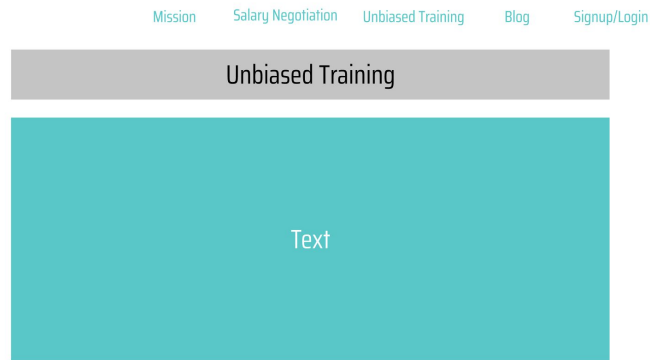 Mission Salary Negotiation Unbiased Training Blog Signup/Login
Unbiased Training
Text